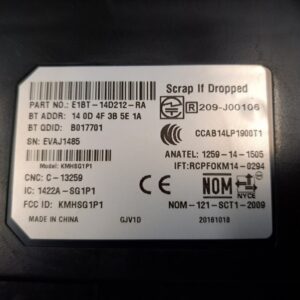 Scrap If Dropped
PART NO.: E1BT-14D212-RA
R 209-J00106
BT ADDR: 14 0D 4F 3B 5E 1A
BT QDID: B017701
CCAB14LP1900T1
SN: EVAJ1485
Model: KMHSG1P1
ANATEL: 1259-14-1505
IFT:RCPFOKM14-0294
CNC: C-13259
IC: 1422A-SG1P1
CE
NOM
NYCE
FCC ID: KMHSG1P1
NOM-121-SCT1-2009
MADE IN CHINA GJV1D 20161018